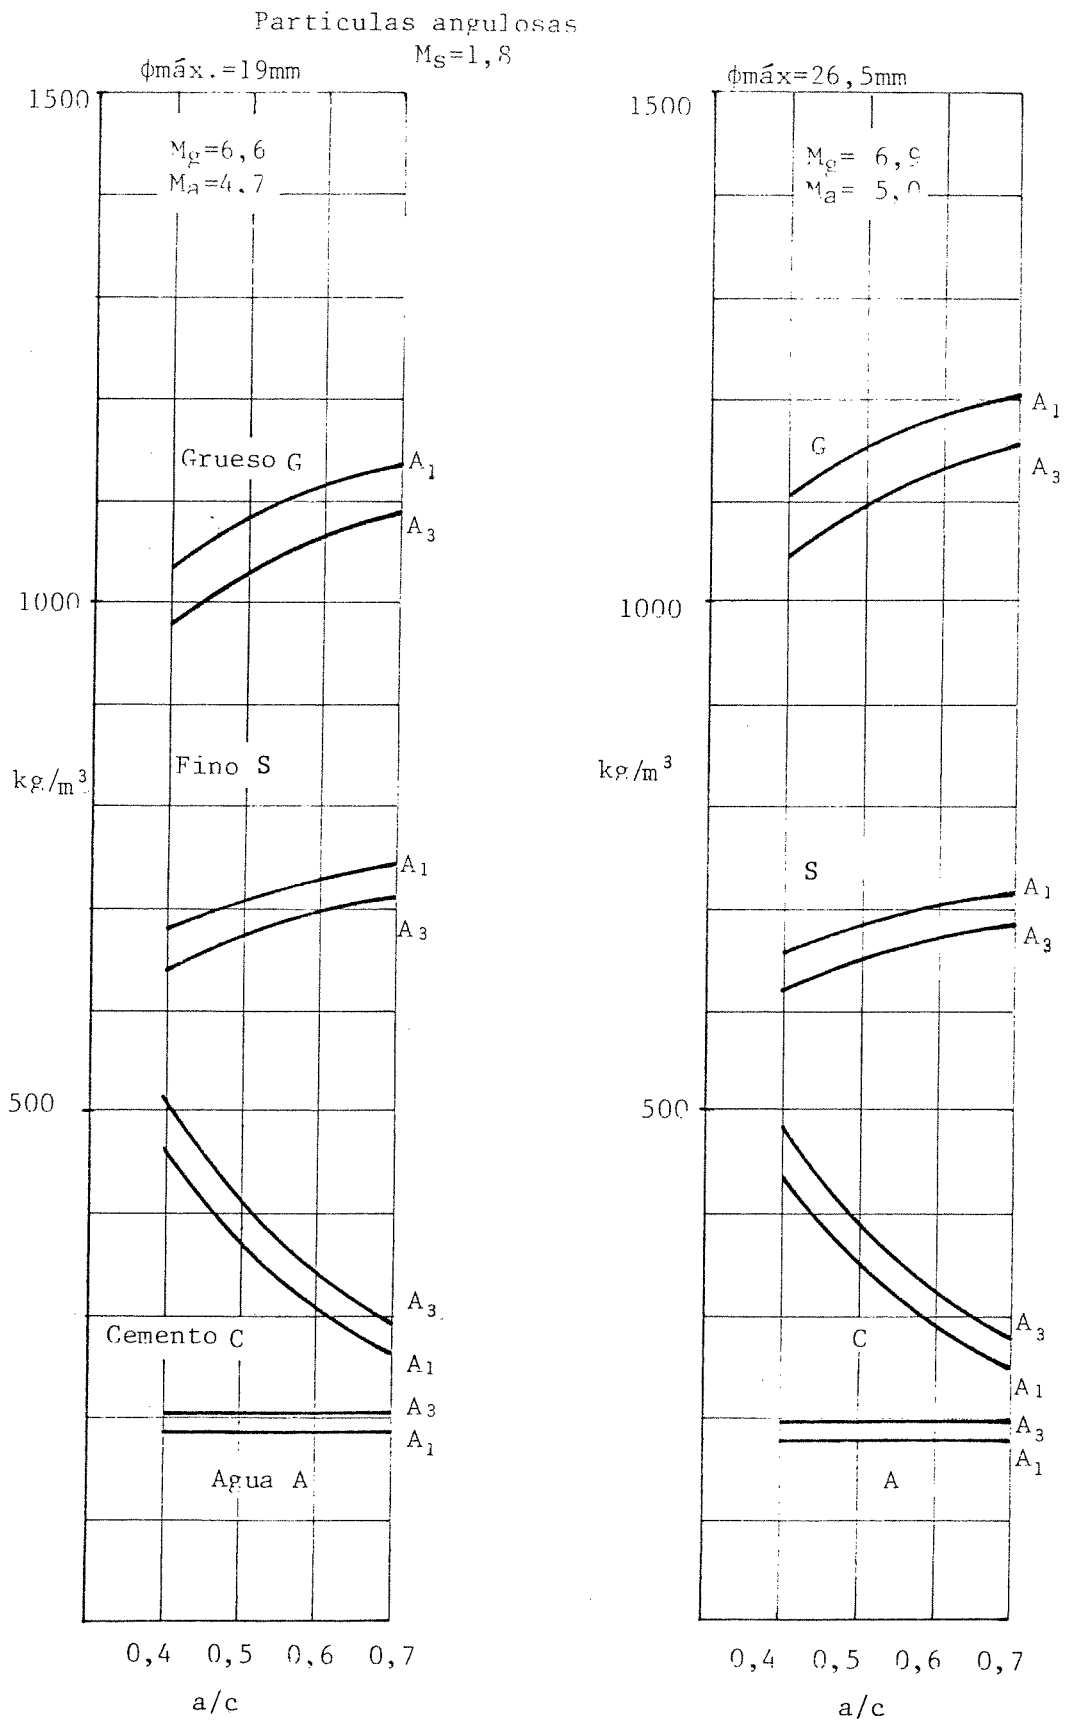 Particulas angulosas
Ms=1,8
φmáx.=19mm
1500
Mg=6,6
Ma=4,7
Grueso G
A1
A3
1000
Fino S
kg/m³
A1
A3
500
A3
Cemento C
A1
A3
A1
Agua A
0,4 0,5 0,6 0,7
a/c
φmáx=26,5mm
1500
Mg= 6,9
Ma= 5,0
A1
G
A3
1000
kg/m³
S
A1
A3
500
A3
C
A1
A3
A1
A
0,4 0,5 0,6 0,7
a/c